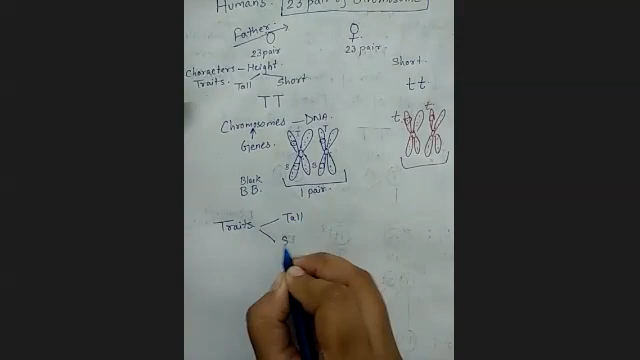 Humans. 23 pair of Chromosome
Father.
23 pair
23 pair
Characters - Height
Short.
Traits. Tall Short
TT
tt
Chromosomes - DNA
T T
t t
Genes
B B
Black
BB.
1 pair.
Traits Tall
S